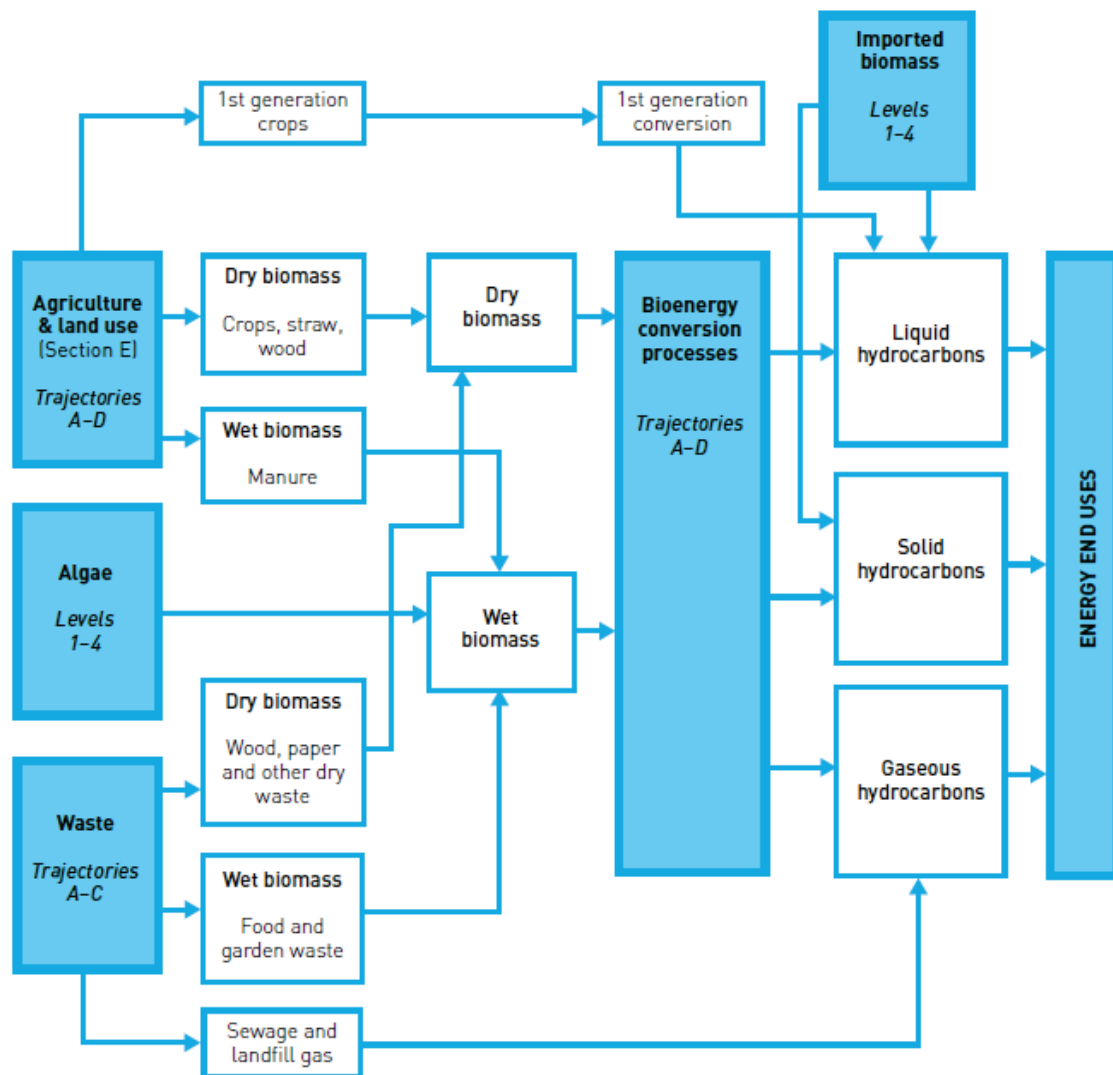 Imported
biomass
Levels
1–4
1st generation
crops
1st generation
conversion
Agriculture
& land use
(Section E)
Trajectories
A–D
Dry biomass
Crops, straw,
wood
Dry
biomass
Bioenergy
conversion
processes
Trajectories
A–D
Liquid
hydrocarbons
Wet biomass
Manure
Algae
Levels
1–4
Wet
biomass
Solid
hydrocarbons
ENERGY END USES
Dry biomass
Wood, paper
and other dry
waste
Gaseous
hydrocarbons
Waste
Trajectories
A–C
Wet biomass
Food and
garden waste
Sewage and
landfill gas